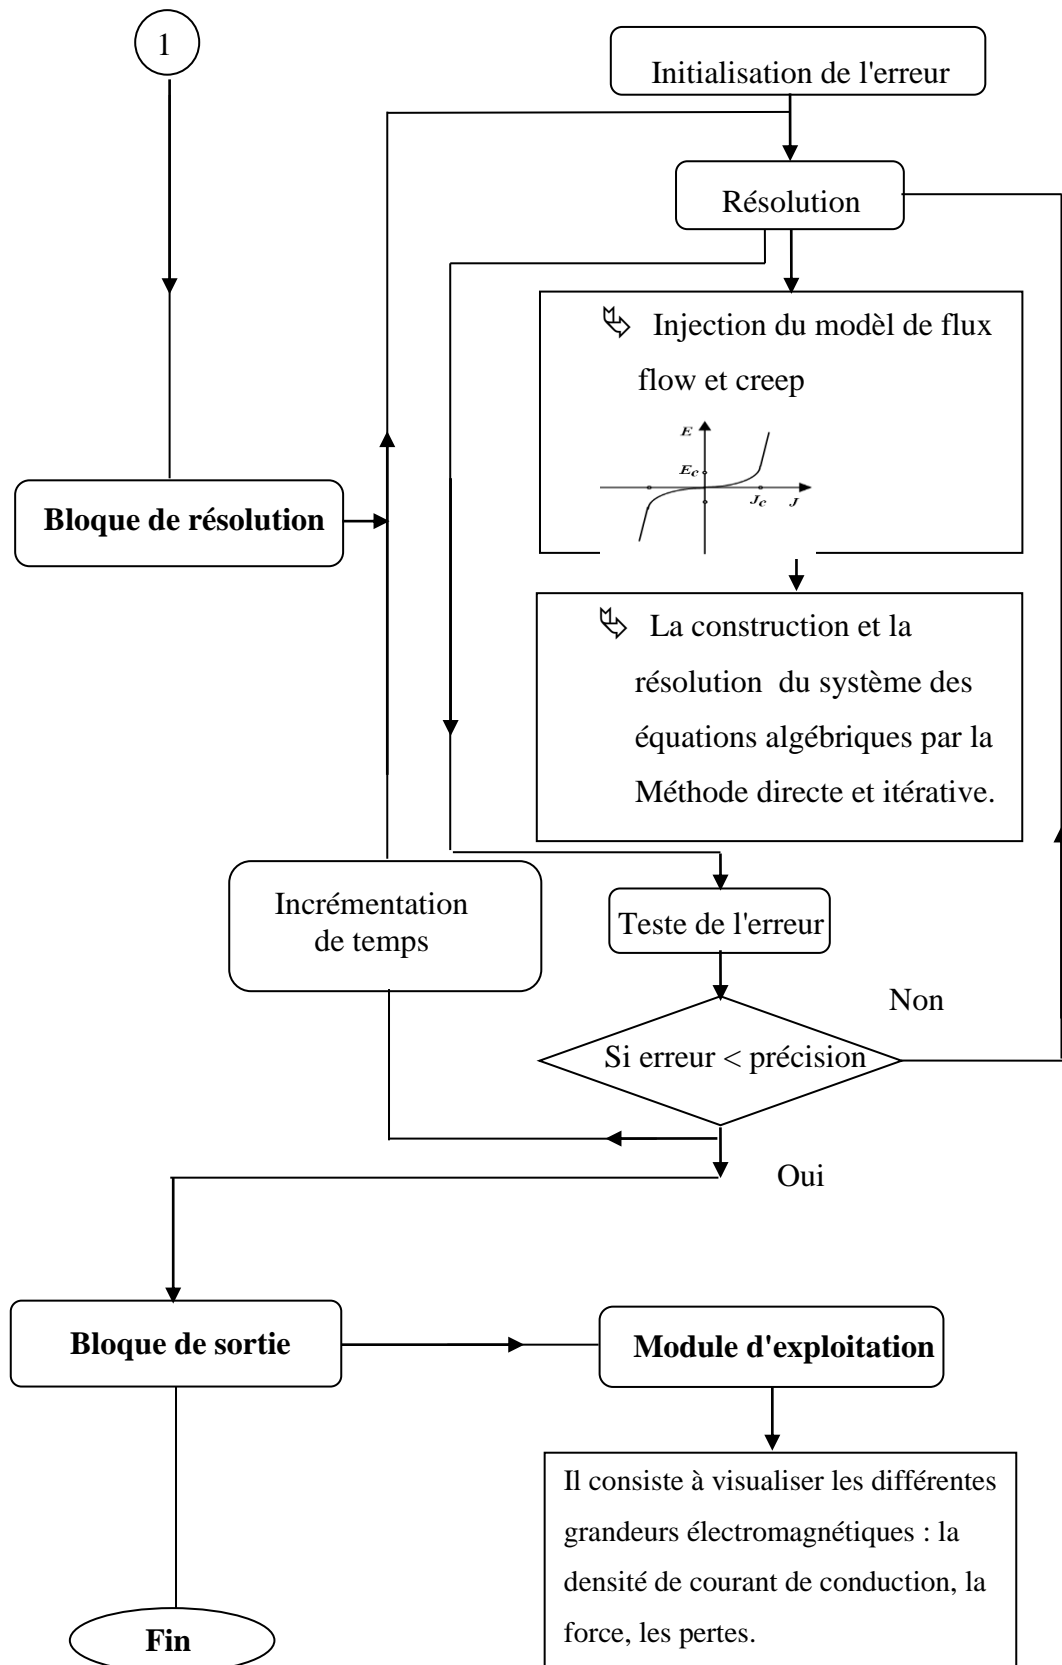 1
Initialisation de l'erreur
Résolution
Injection du modèl de flux
flow et creep
E
Ec
Jc
J
Bloque de résolution
La construction et la
résolution du système des
équations algébriques par la
Méthode directe et itérative.
Incrémentation
de temps
Teste de l'erreur
Non
Si erreur < précision
Oui
Bloque de sortie
Module d'exploitation
Il consiste à visualiser les différentes
grandeurs électromagnétiques : la
densité de courant de conduction, la
force, les pertes.
Fin